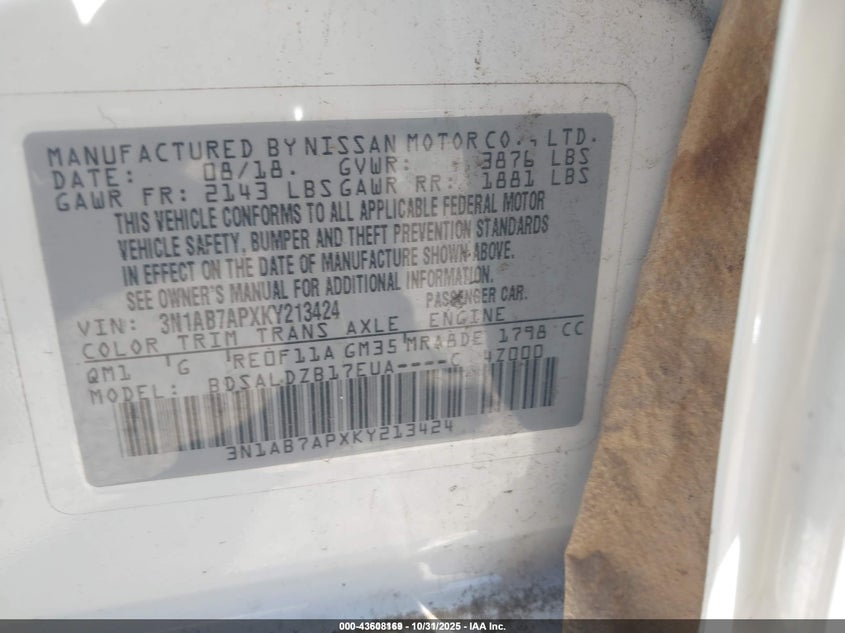 MANUFACTURED BY NISSAN MOTOR CO., LTD.
DATE: 08/18. GVWR: 3876 LBS
GAWR FR: 2143 LBS GAWR RR: 1881 LBS
THIS VEHICLE CONFORMS TO ALL APPLICABLE FEDERAL MOTOR
VEHICLE SAFETY, BUMPER AND THEFT PREVENTION STANDARDS
IN EFFECT ON THE DATE OF MANUFACTURE SHOWN ABOVE.
SEE OWNER'S MANUAL FOR ADDITIONAL INFORMATION.
VIN: 3N1AB7APXKY213424 PASSENGER CAR.
COLOR TRIM TRANS AXLE ENGINE
QM1 G RE0F11A GM35 MRA8DE 1798 CC
MODEL: BDSALDZB17EUA----C 4Z000
3N1AB7APXKY213424
000-43608169 - 10/31/2025 - IAA Inc.